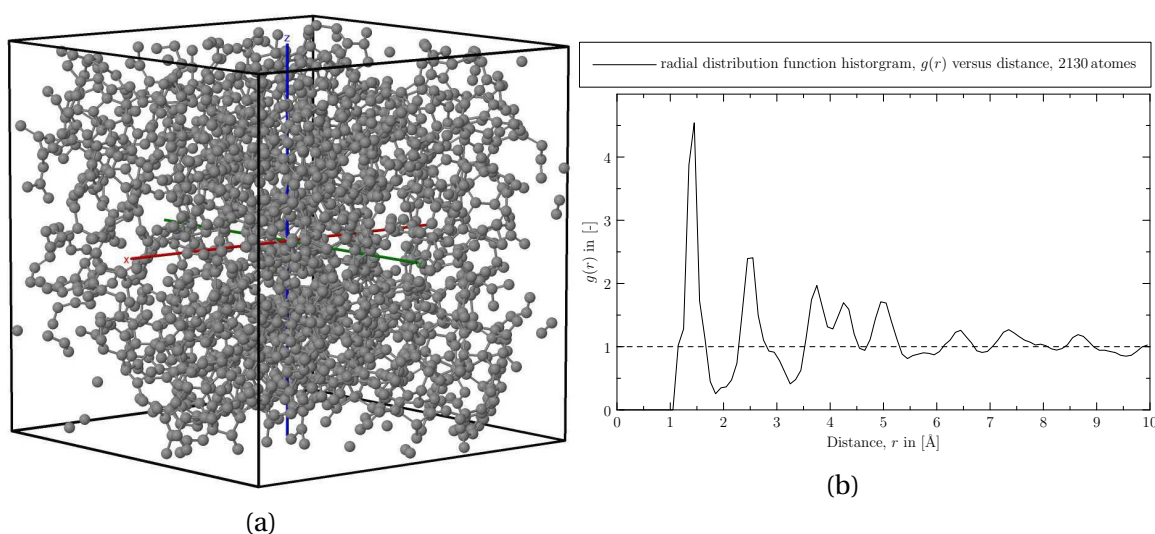 z
x
(a)
radial distribution function historgram, g(r) versus distance, 2130 atomes
g(r) in [-]
4
3
2
1
0
0 1 2 3 4 5 6 7 8 9 10
Distance, r in [Å]
(b)